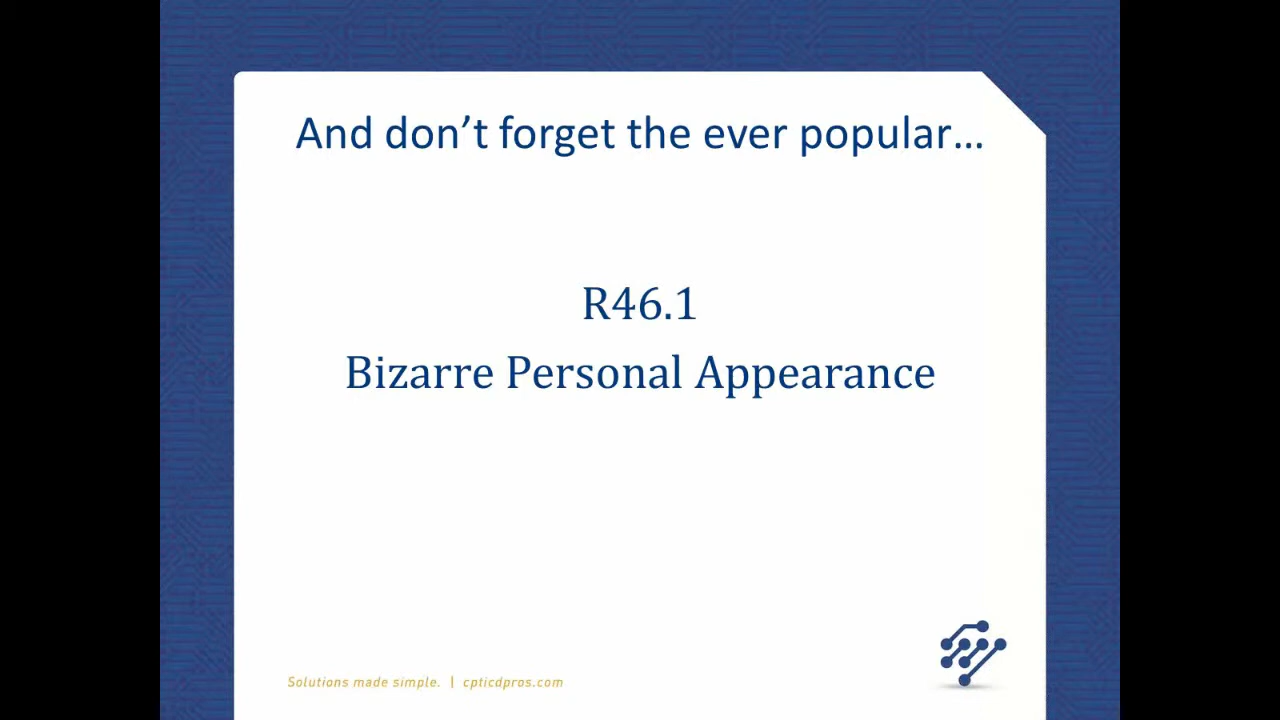 And don’t forget the ever popular…
R46.1
Bizarre Personal Appearance
Solutions made simple. | cpticdpros.com